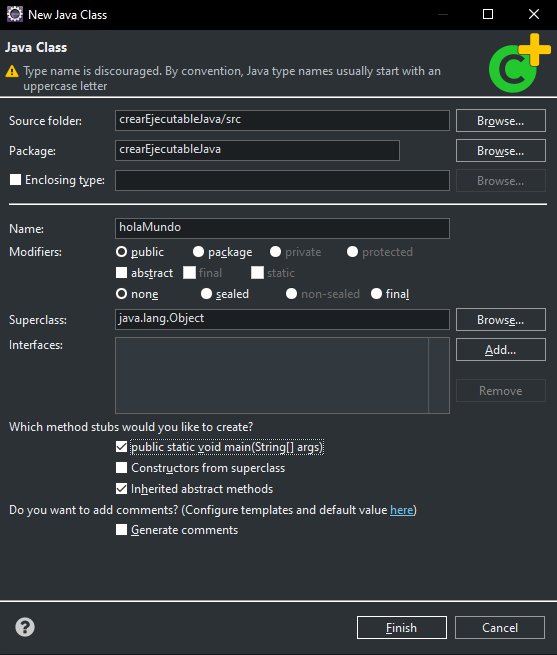 New Java Class
Java Class
Type name is discouraged. By convention, Java type names usually start with an
uppercase letter
Source folder: crearEjecutableJava/src Browse...
Package: crearEjecutableJava Browse...
Enclosing type: Browse...
Name: holaMundo
Modifiers: public package private protected
abstract final static
none sealed non-sealed final
Superclass: java.lang.Object Browse...
Interfaces: Add...
Remove
Which method stubs would you like to create?
public static void main(String[] args)
Constructors from superclass
Inherited abstract methods
Do you want to add comments? (Configure templates and default value here)
Generate comments
? Finish Cancel